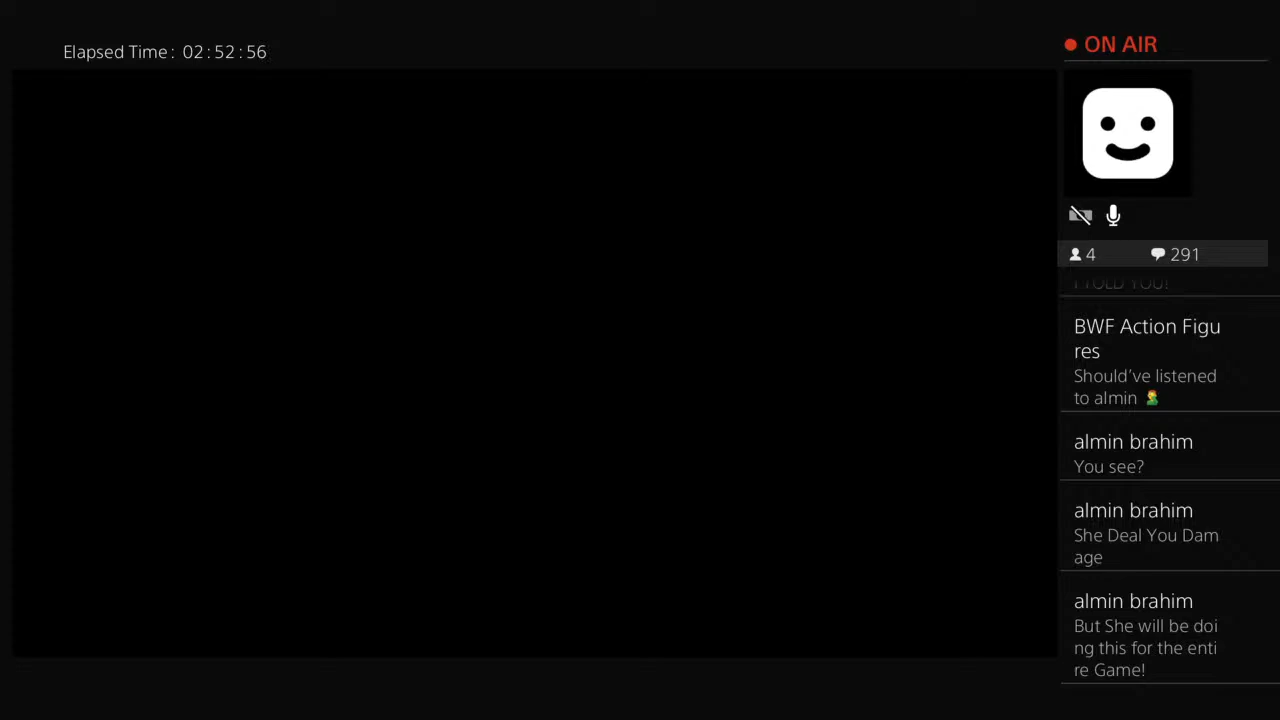 Elapsed Time: 02:52:56
ON AIR
4 291
I TOLD YOU!
BWF Action Figu
res
Should've listened
to almin 🤦
almin brahim
You see?
almin brahim
She Deal You Dam
age
almin brahim
But She will be doi
ng this for the enti
re Game!